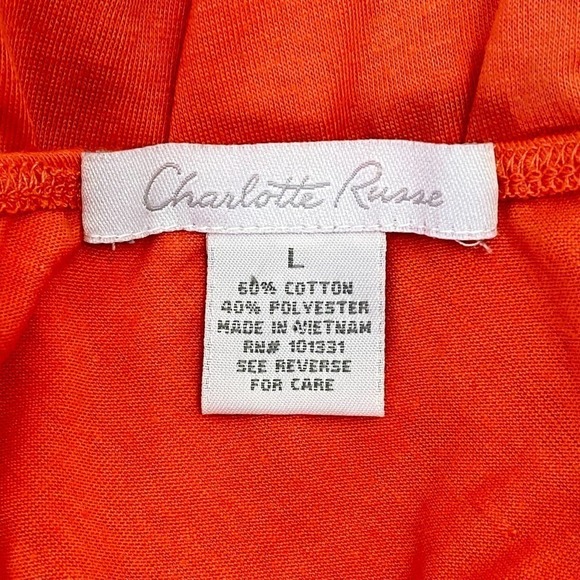 Charlotte Russe
L
60% COTTON
40% POLYESTER
MADE IN VIETNAM
RN# 101331
SEE REVERSE
FOR CARE